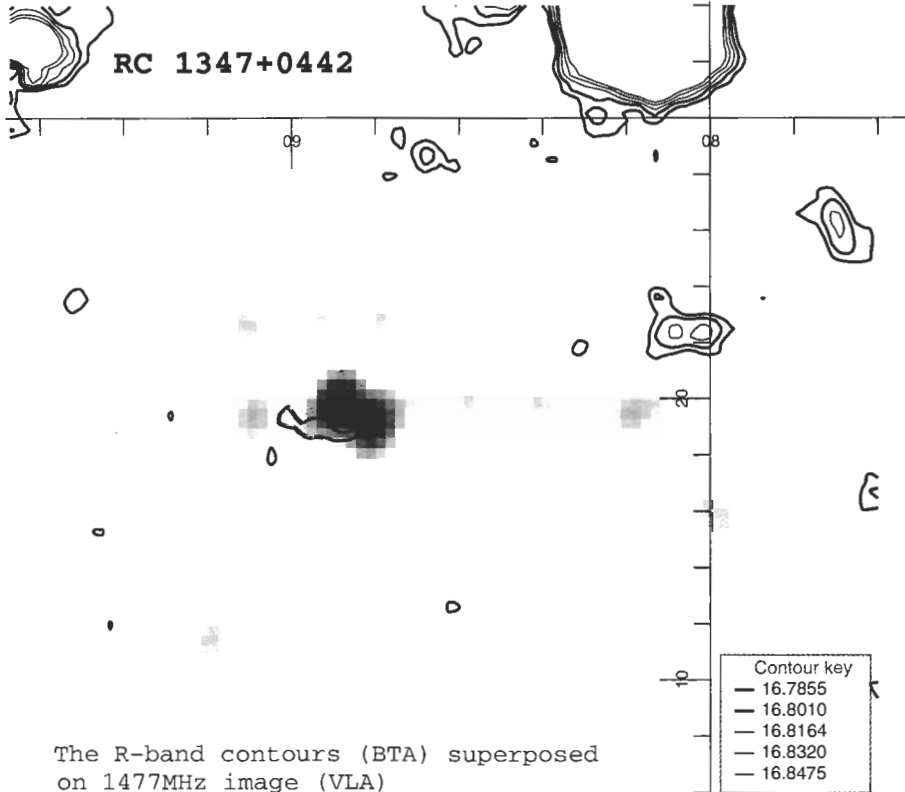 RC 1347+0442
09
08
20
10
Contour key
16.7855
16.8010
16.8164
16.8320
16.8475
The R-band contours (BTA) superposed
on 1477MHz image (VLA)